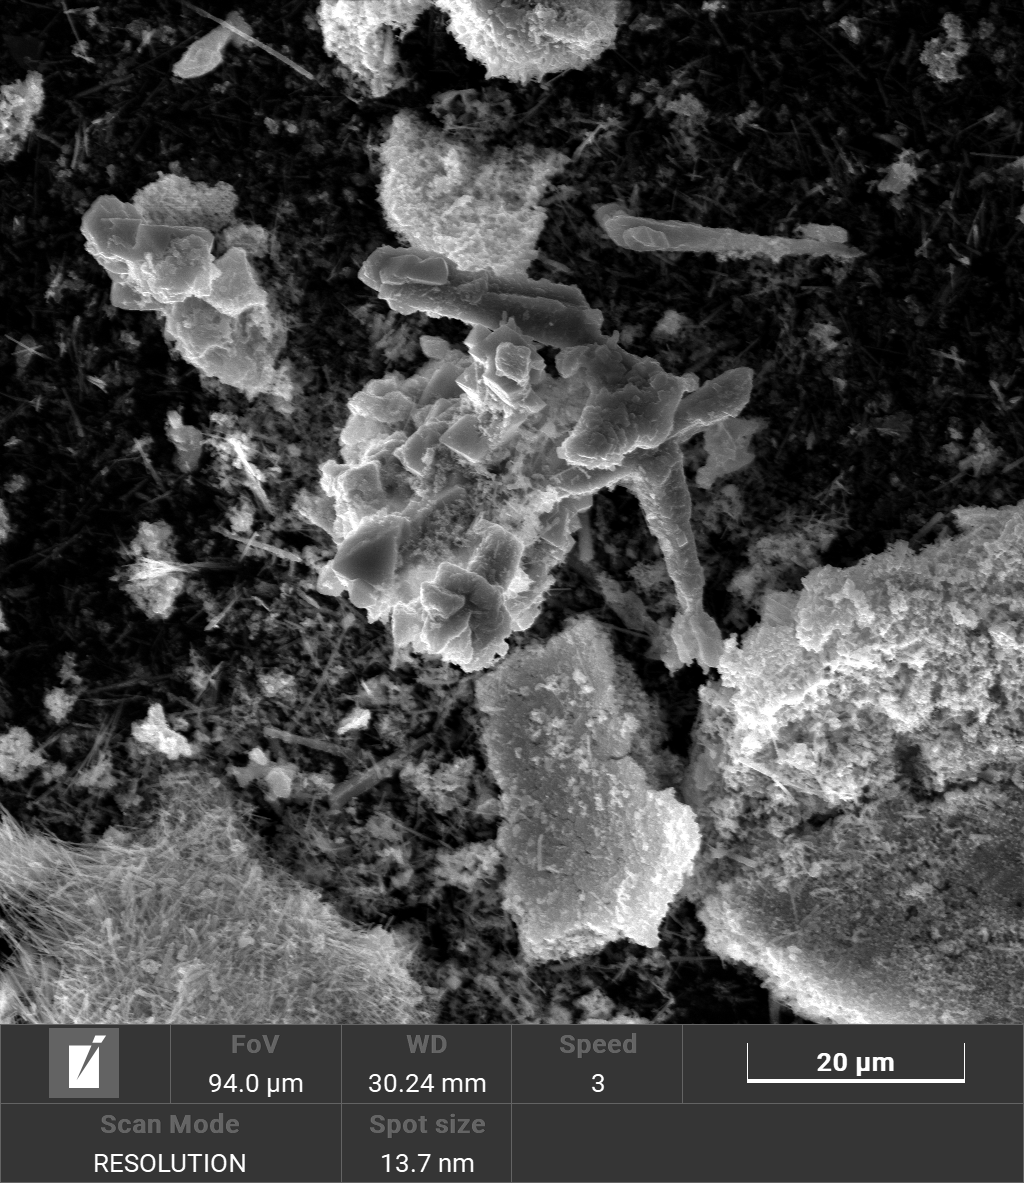 FoV
WD
Speed
94.0 μm
30.24 mm
3
20 μm
Scan Mode
Spot size
RESOLUTION
13.7 nm